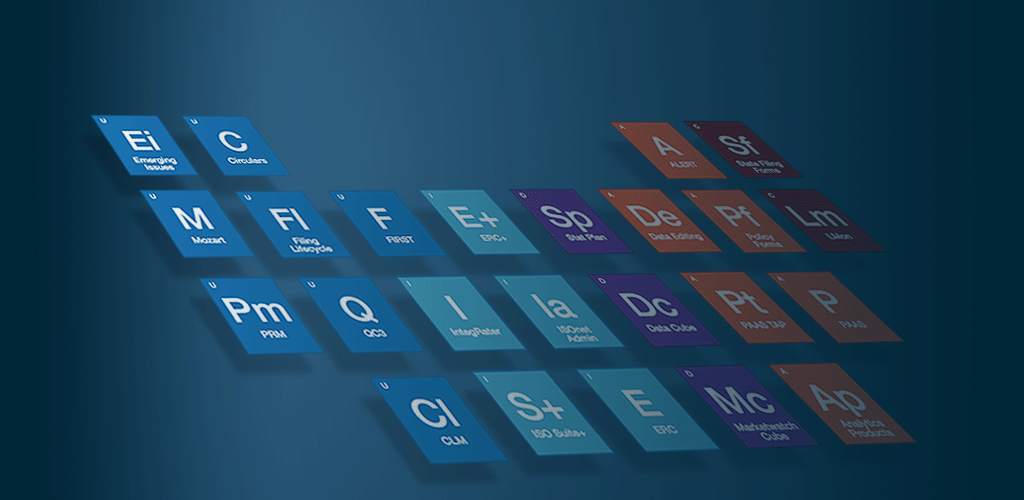 U
Ei
Emerging
Issues
U
C
Circulars
A
A
ALERT
C
Sf
State Filing
Forms
U
M
Mozart
U
Fl
Filing
Lifecycle
U
F
FIRST
I
E+
ERC+
D
Sp
Stat Plan
A
De
Data Editing
A
Pf
Policy
Forms
C
Lm
LMon
U
Pm
PRM
U
Q
QC3
I
I
IntegRater
I
Ia
ISOnet
Admin
D
Dc
Data Cube
A
Pt
PAAS TAP
A
P
PAAS
U
Cl
CLM
I
S+
ISO Suite+
I
E
ERC
D
Mc
Marketwatch
Cube
A
Ap
Analytics
Products